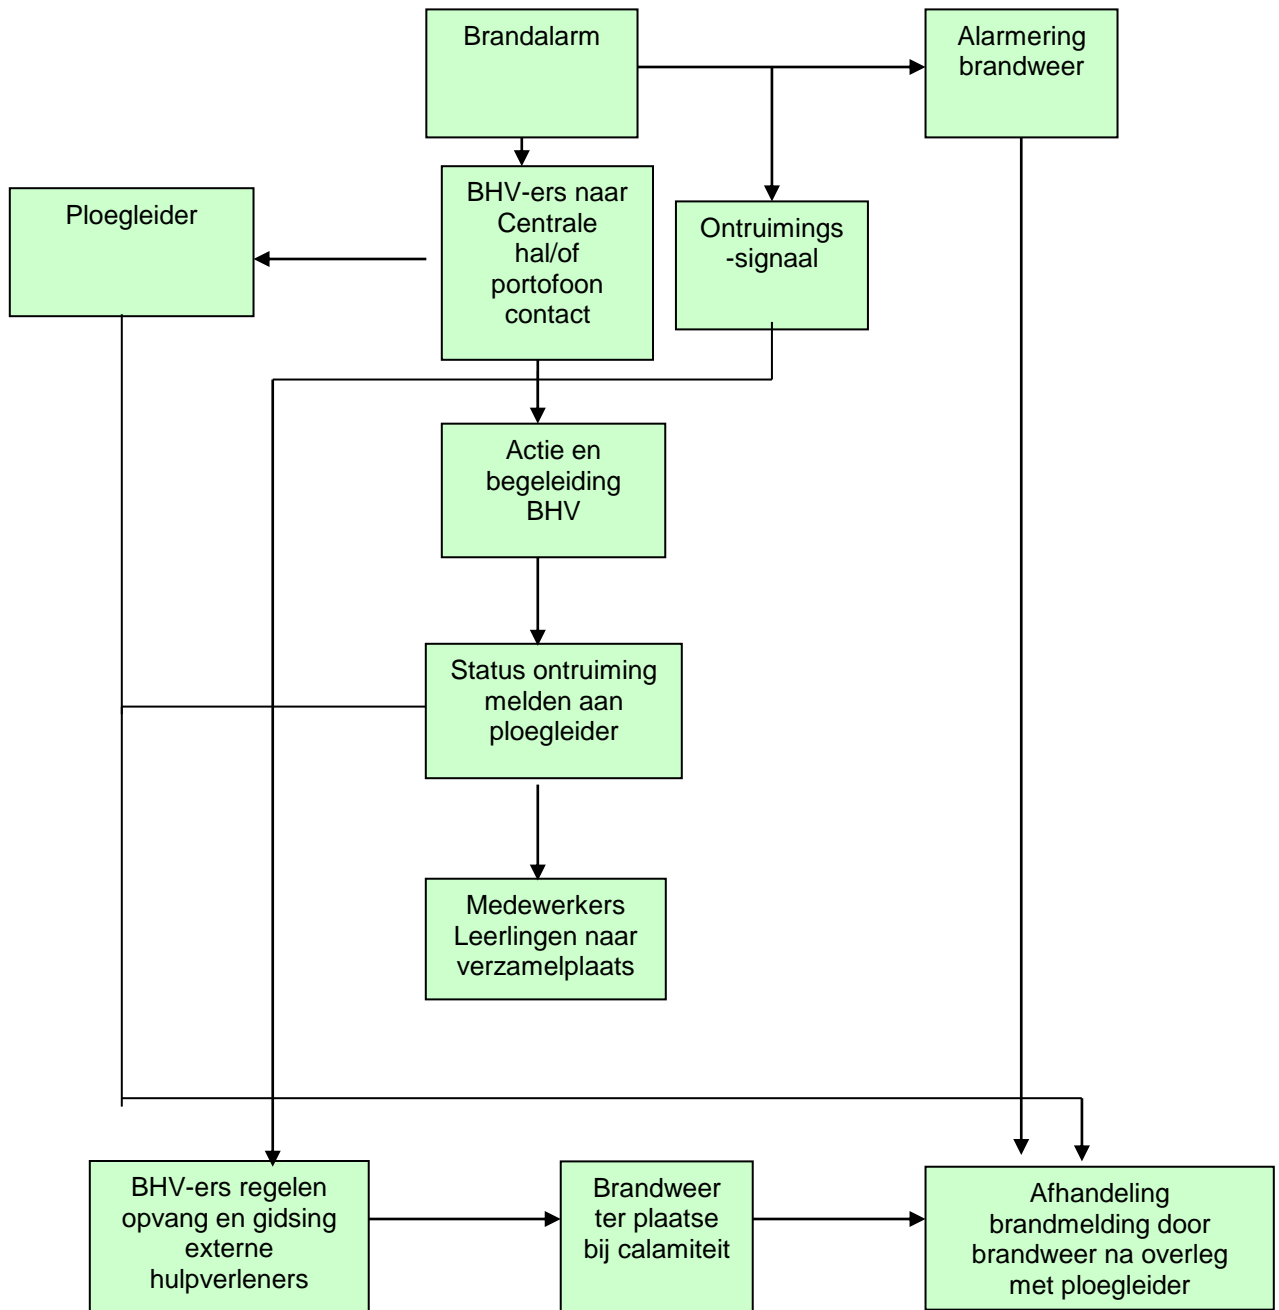 Brandalarm
Alarmering
brandweer
BHV-ers naar
Centrale
hal/of
portofoon
contact
Ploegleider
Ontruimings
-signaal
Actie en
begeleiding
BHV
Status ontruiming
melden aan
ploegleider
Medewerkers
Leerlingen naar
verzamelplaats
BHV-ers regelen
opvang en gidsing
externe
hulpverleners
Brandweer
ter plaatse
bij calamiteit
Afhandeling
brandmelding door
brandweer na overleg
met ploegleider